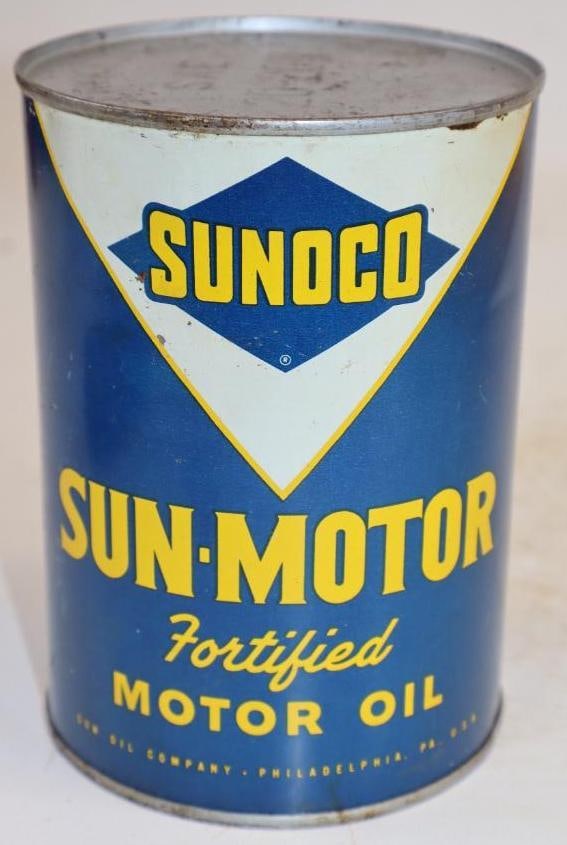 SUNOCO
®
SUN·MOTOR
Fortified
MOTOR OIL
SUN OIL COMPANY · PHILADELPHIA, PA. U.S.A.